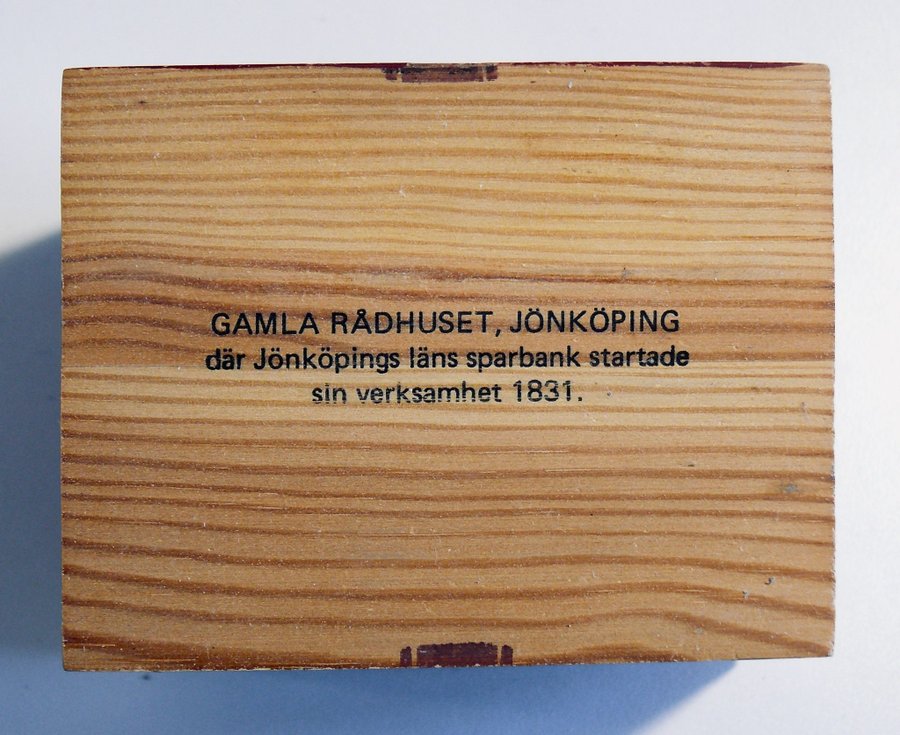 GAMLA RÅDHUSET, JÖNKÖPING
där Jönköpings läns sparbank startade
sin verksamhet 1831.